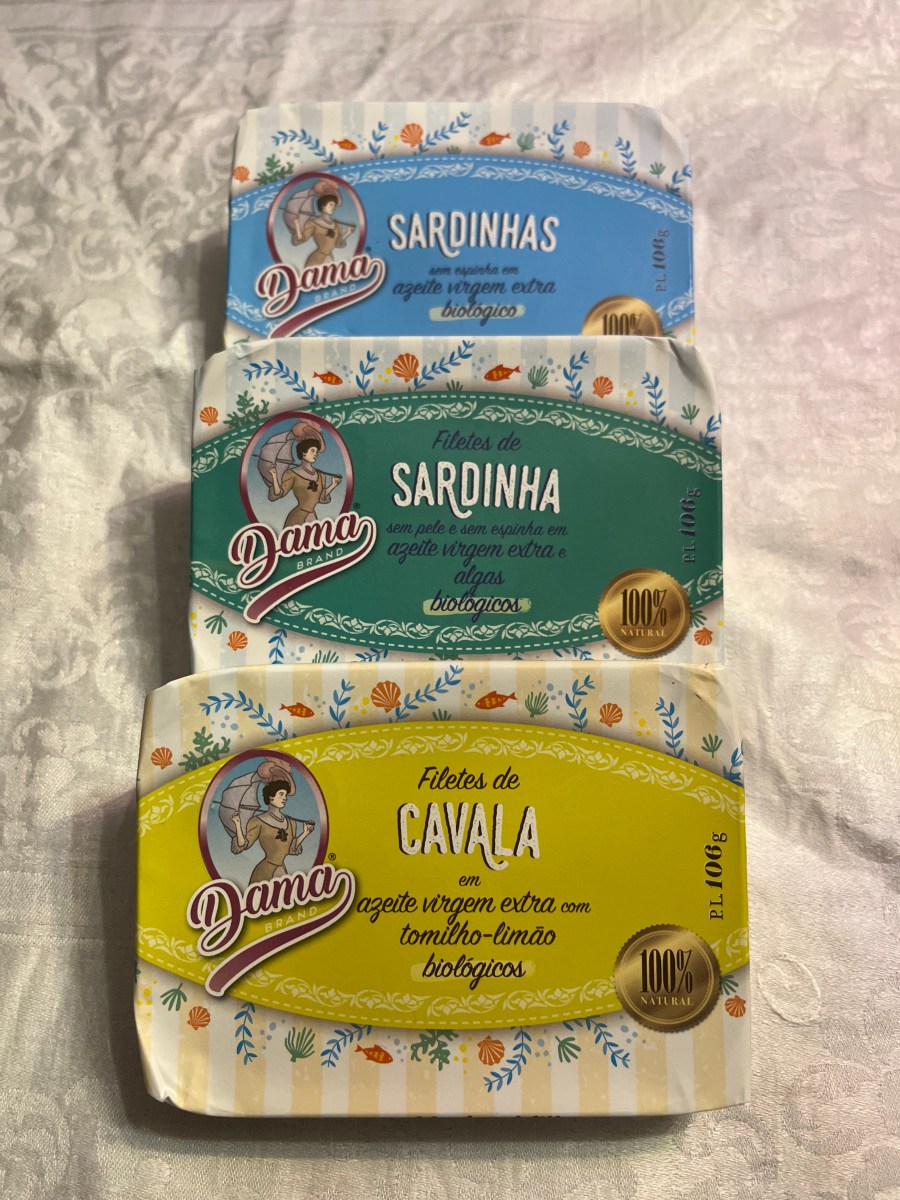 SARDINHAS
sem espinha em
azeite virgem extra
biológico
Dama®
BRAND
P.L. 106g
100%
Filetes de
SARDINHA
sem pele e sem espinha em
azeite virgem extra e
algas
biológicos
Dama®
BRAND
P.L. 106g
100%
NATURAL
Filetes de
CAVALA
em
azeite virgem extra com
tomilho-limão
biológicos
Dama®
BRAND
P.L. 106g
100%
NATURAL